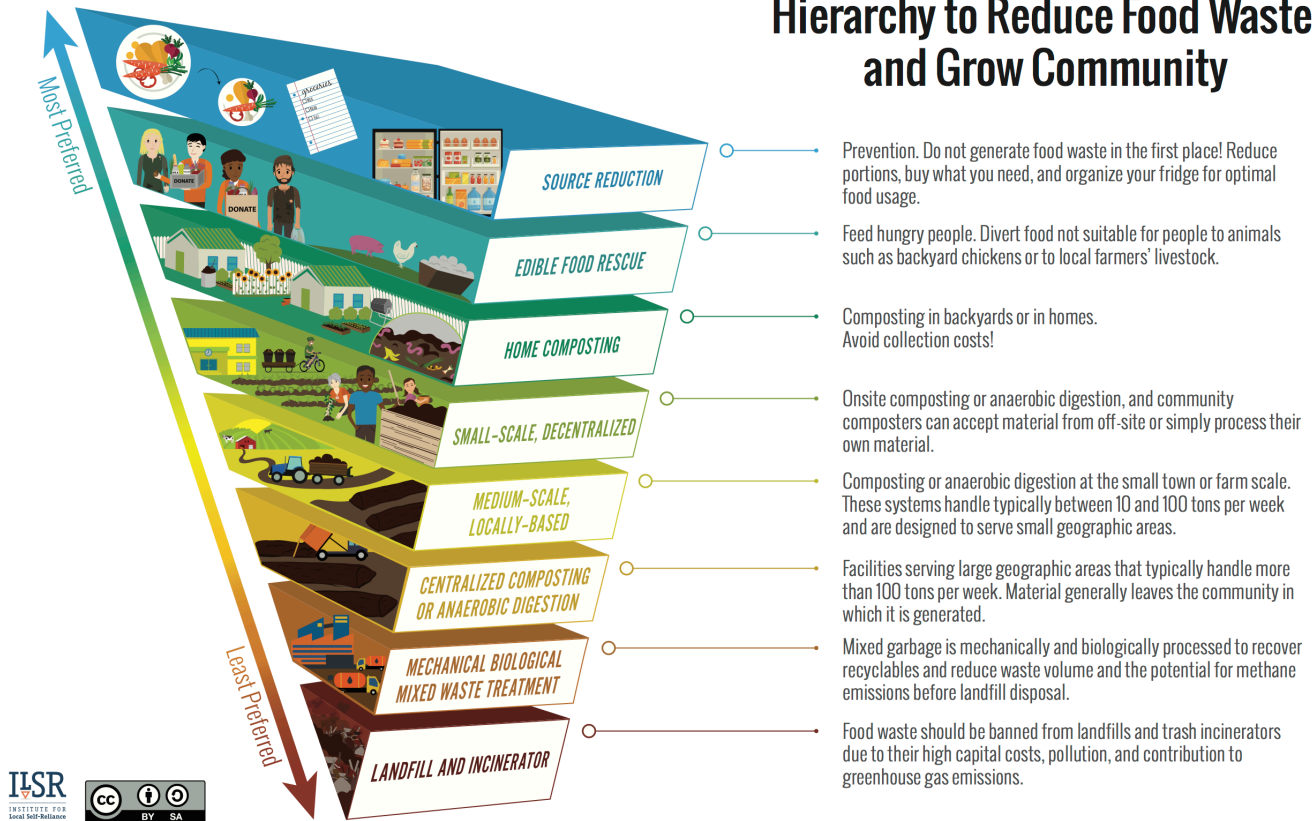 Hierarchy to Reduce Food Waste
and Grow Community
Most Preferred
groceries
DONATE
DONATE
SOURCE REDUCTION
Prevention. Do not generate food waste in the first place! Reduce
portions, buy what you need, and organize your fridge for optimal
food usage.
EDIBLE FOOD RESCUE
Feed hungry people. Divert food not suitable for people to animals
such as backyard chickens or to local farmers' livestock.
HOME COMPOSTING
Composting in backyards or in homes.
Avoid collection costs!
SMALL-SCALE, DECENTRALIZED
Onsite composting or anaerobic digestion, and community
composters can accept material from off-site or simply process their
own material.
MEDIUM-SCALE,
LOCALLY-BASED
Composting or anaerobic digestion at the small town or farm scale.
These systems handle typically between 10 and 100 tons per week
and are designed to serve small geographic areas.
CENTRALIZED COMPOSTING
OR ANAEROBIC DIGESTION
Facilities serving large geographic areas that typically handle more
than 100 tons per week. Material generally leaves the community in
which it is generated.
MECHANICAL BIOLOGICAL
MIXED WASTE TREATMENT
Mixed garbage is mechanically and biologically processed to recover
recyclables and reduce waste volume and the potential for methane
emissions before landfill disposal.
LANDFILL AND INCINERATOR
Food waste should be banned from landfills and trash incinerators
due to their high capital costs, pollution, and contribution to
greenhouse gas emissions.
Least Preferred
ILSR
INSTITUTE FOR
Local Self-Reliance
cc
BY SA